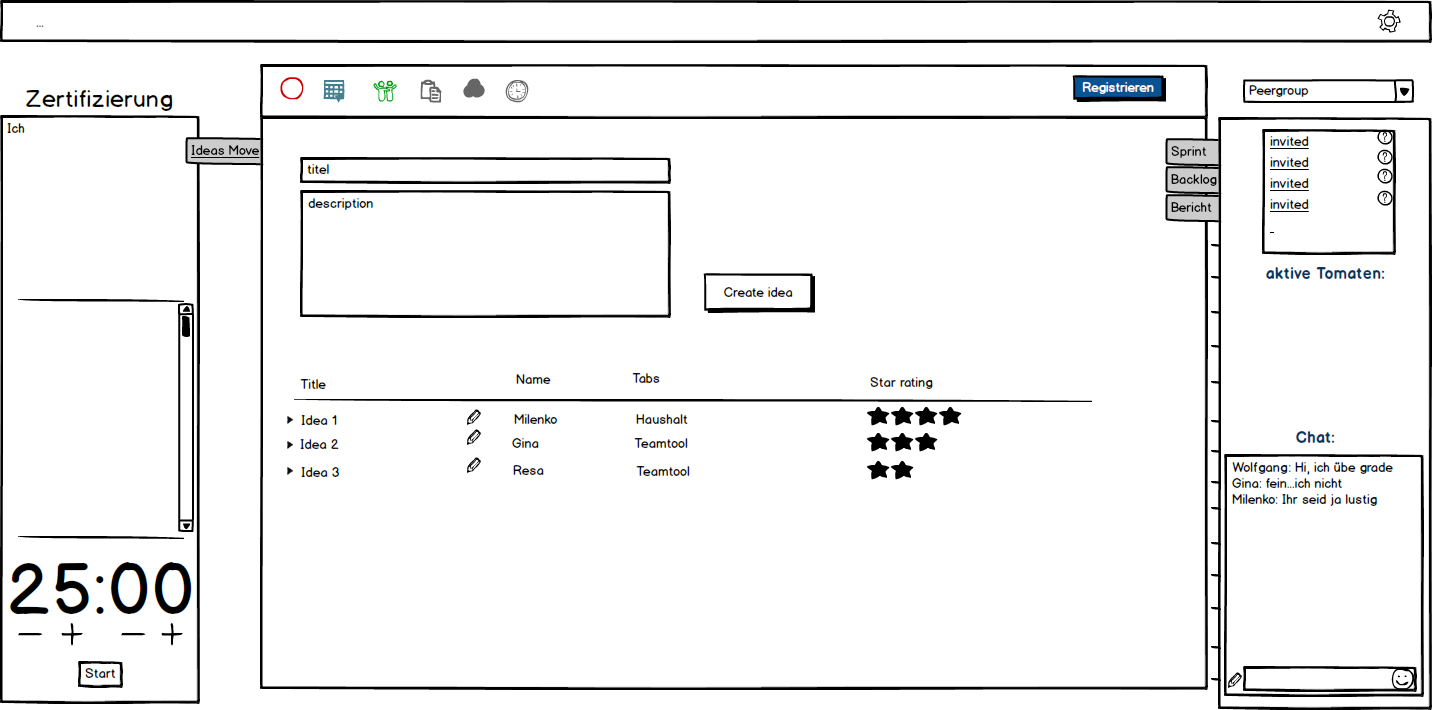 ...
Zertifizierung
Ich
Ideas Move
25:00
– + – +
Start
Registrieren
titel
description
Create idea
Title Name Tabs Star rating
Idea 1 Milenko Haushalt
Idea 2 Gina Teamtool
Idea 3 Resa Teamtool
Sprint
Backlog
Bericht
Peergroup
invited ?
invited ?
invited ?
invited ?
-
aktive Tomaten:
Chat:
Wolfgang: Hi, ich übe grade
Gina: fein...ich nicht
Milenko: Ihr seid ja lustig